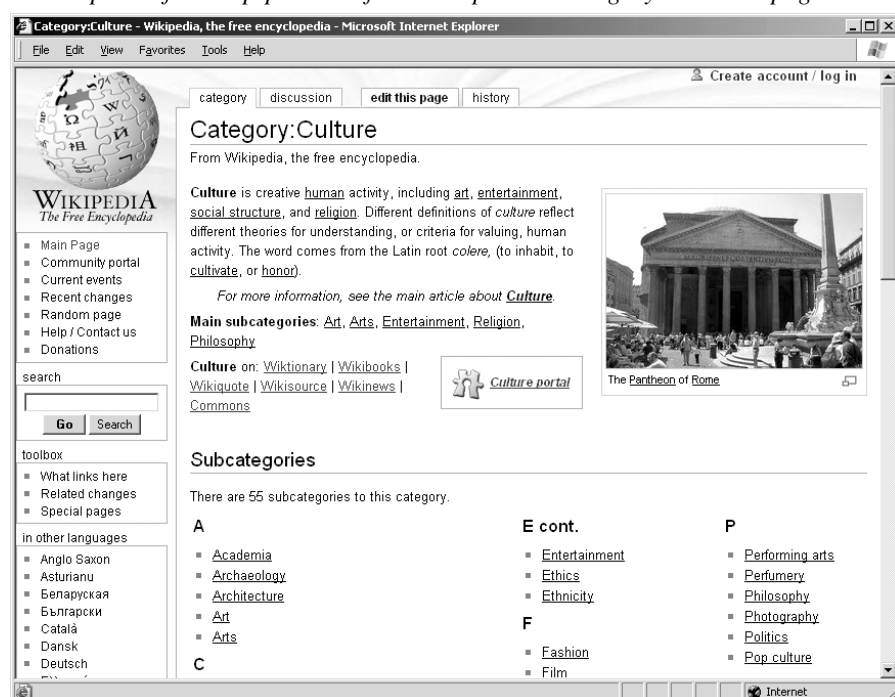 Category:Culture - Wikipedia, the free encyclopedia - Microsoft Internet Explorer
File Edit View Favorites Tools Help
Create account / log in
category discussion edit this page history
WIKIPEDIA
The Free Encyclopedia
Main Page
Community portal
Current events
Recent changes
Random page
Help / Contact us
Donations
search
Go Search
toolbox
What links here
Related changes
Special pages
in other languages
Anglo Saxon
Asturianu
Беларуская
Български
Català
Dansk
Deutsch
Category:Culture
From Wikipedia, the free encyclopedia.
Culture is creative human activity, including art, entertainment,
social structure, and religion. Different definitions of culture reflect
different theories for understanding, or criteria for valuing, human
activity. The word comes from the Latin root colere, (to inhabit, to
cultivate, or honor).
For more information, see the main article about Culture.
Main subcategories: Art, Arts, Entertainment, Religion,
Philosophy
Culture on: Wiktionary | Wikibooks |
Wikiquote | Wikisource | Wikinews |
Commons
Culture portal
The Pantheon of Rome
Subcategories
There are 55 subcategories to this category.
A
Academia
Archaeology
Architecture
Art
Arts
C
E cont.
Entertainment
Ethics
Ethnicity
F
Fashion
Film
P
Performing arts
Perfumery
Philosophy
Photography
Politics
Pop culture
Internet